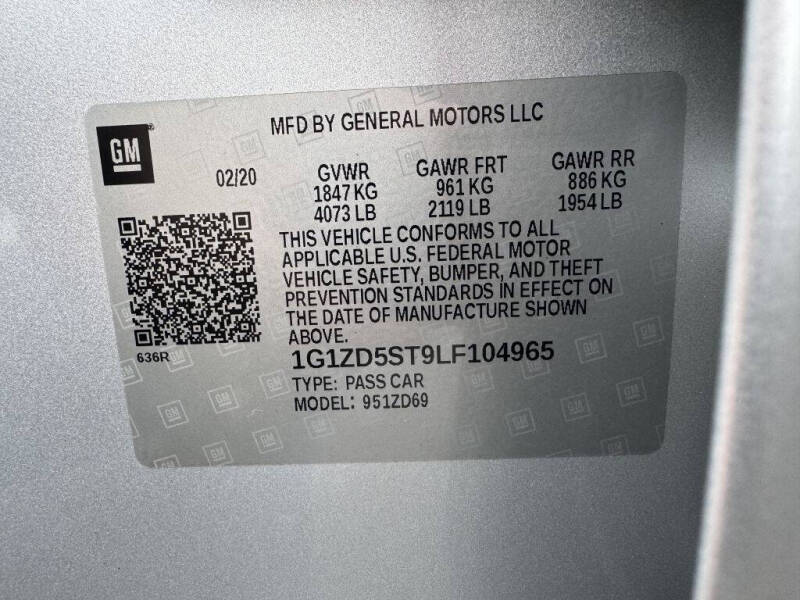 MFD BY GENERAL MOTORS LLC
GM
02/20
GVWR GAWR FRT GAWR RR
1847 KG 961 KG 886 KG
4073 LB 2119 LB 1954 LB
THIS VEHICLE CONFORMS TO ALL
APPLICABLE U.S. FEDERAL MOTOR
VEHICLE SAFETY, BUMPER, AND THEFT
PREVENTION STANDARDS IN EFFECT ON
THE DATE OF MANUFACTURE SHOWN
ABOVE.
636R
1G1ZD5ST9LF104965
TYPE: PASS CAR
MODEL: 951ZD69